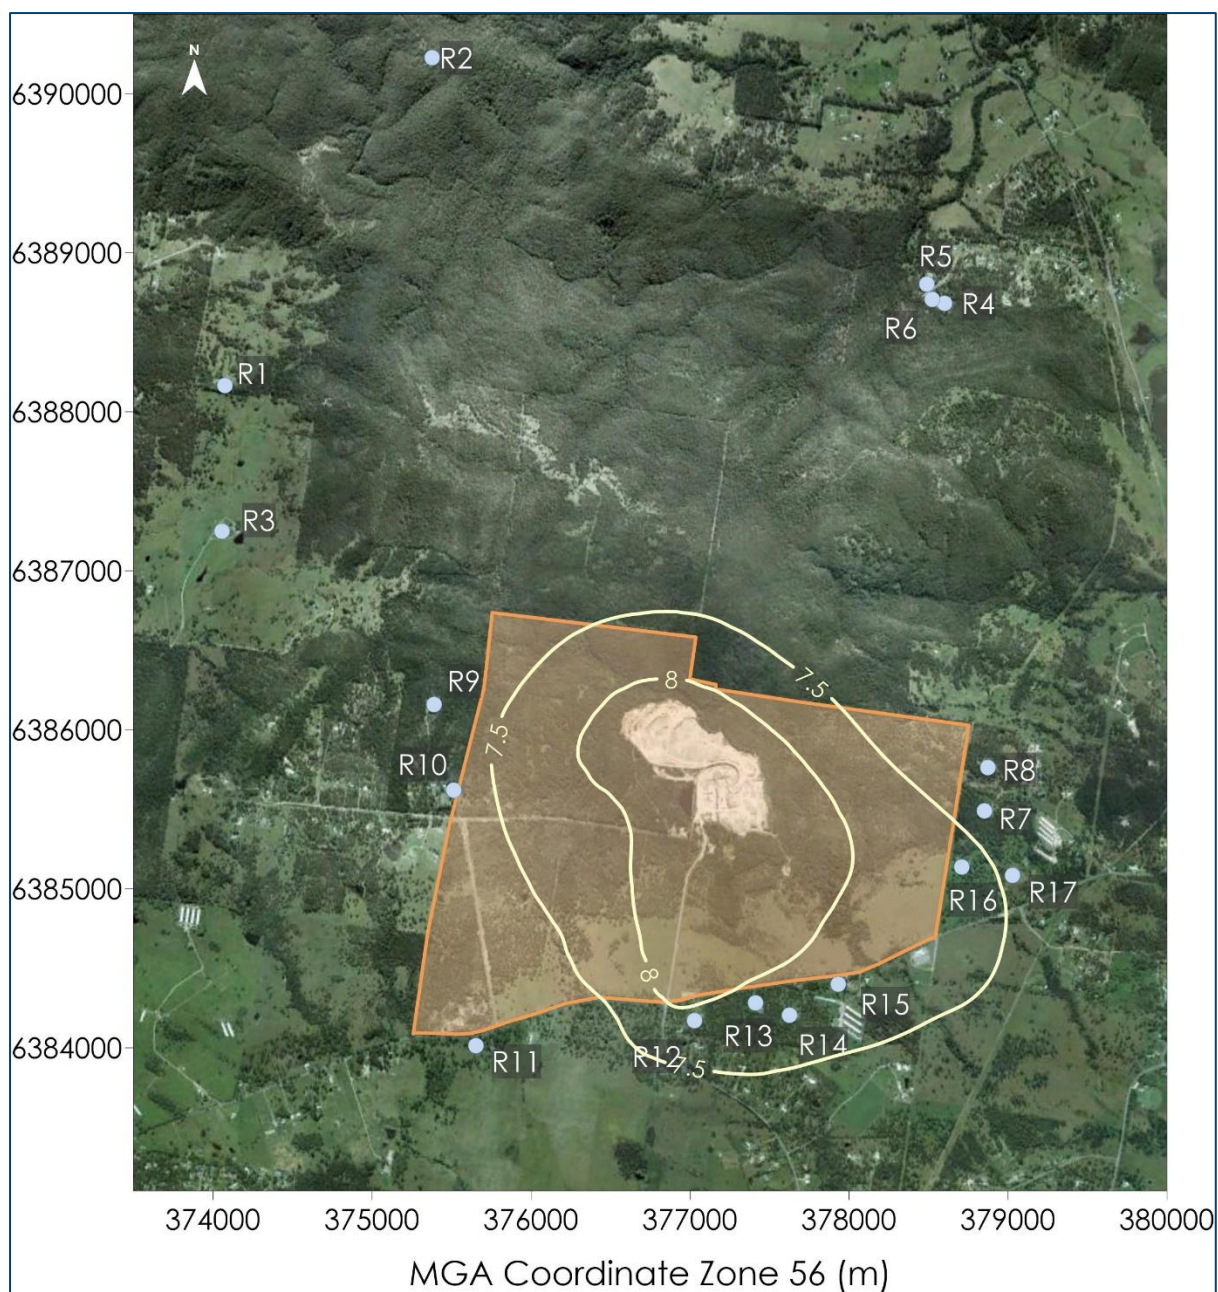 N
R2
6390000
6389000
R5
R4
R6
R1
6388000
R3
6387000
7.5
8
R9
6386000
7.5
R10
R8
R7
6385000
R16
R17
8
R15
R13
R14
6384000
R11
R12
7.5
374000
375000
376000
377000
378000
379000
380000
MGA Coordinate Zone 56 (m)